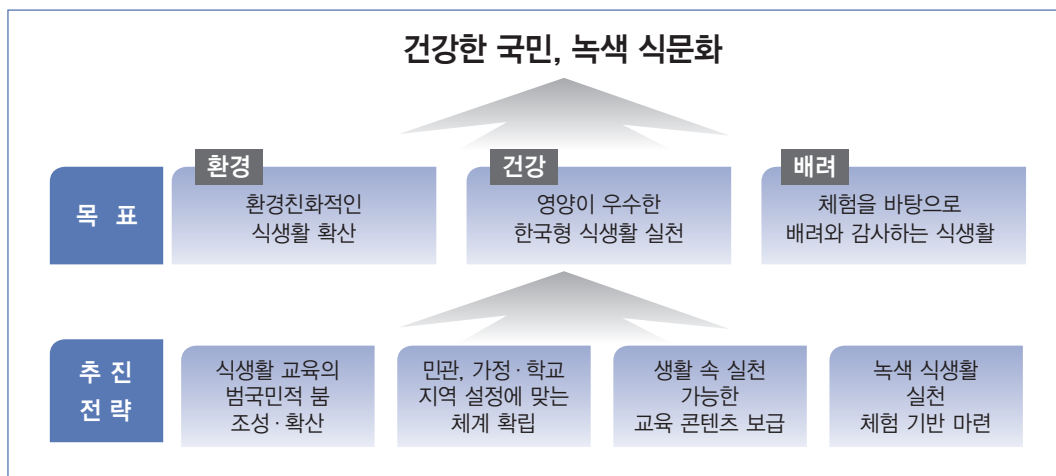 건강한 국민, 녹색 식문화
목 표
환경
환경친화적인
식생활 확산
건강
영양이 우수한
한국형 식생활 실천
배려
체험을 바탕으로
배려와 감사하는 식생활
추 진
전 략
식생활 교육의
범국민적 붐
조성·확산
민관, 가정·학교
지역 설정에 맞는
체계 확립
생활 속 실천
가능한
교육 콘텐츠 보급
녹색 식생활
실천
체험 기반 마련